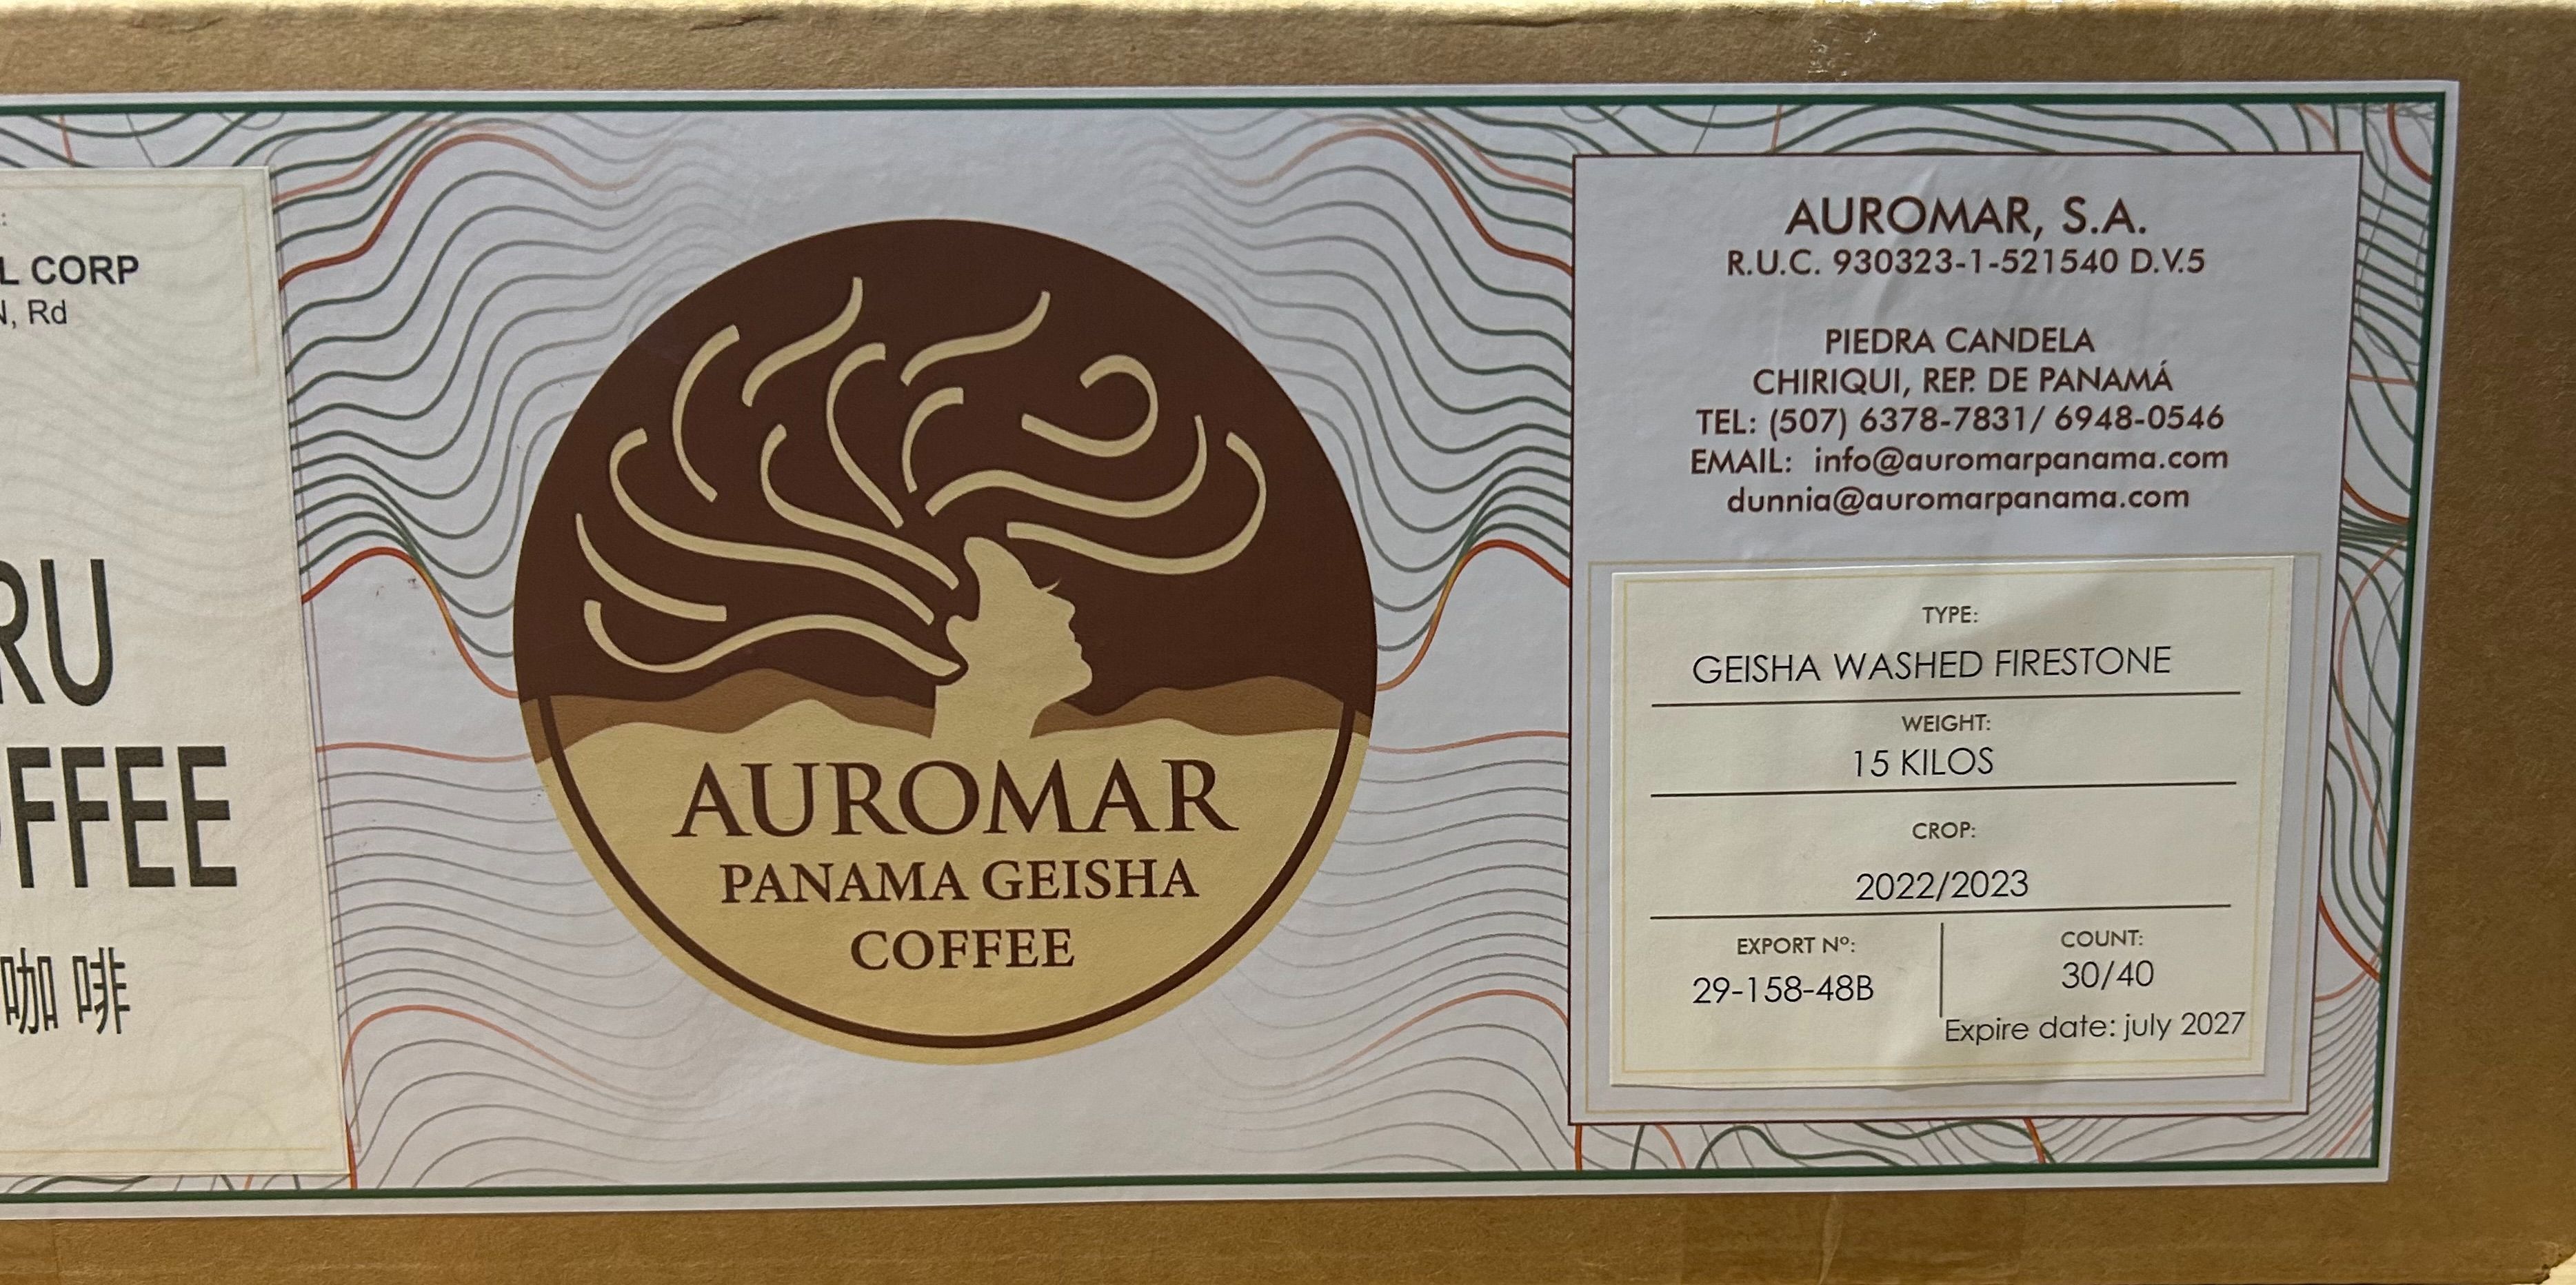 :
L CORP
N, Rd
RU
OFFEE
咖啡
AUROMAR
PANAMA GEISHA
COFFEE
AUROMAR, S.A.
R.U.C. 930323-1-521540 D.V.5
PIEDRA CANDELA
CHIRIQUI, REP. DE PANAMÁ
TEL: (507) 6378-7831/ 6948-0546
EMAIL: info@auromarpanama.com
dunnia@auromarpanama.com
TYPE:
GEISHA WASHED FIRESTONE
WEIGHT:
15 KILOS
CROP:
2022/2023
EXPORT Nº:
29-158-48B
COUNT:
30/40
Expire date: july 2027